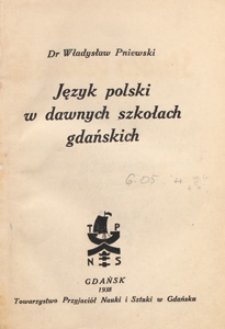 Dr Władysław Pniewski
Język polski
w dawnych szkołach
gdańskich
T P
N S
GDAŃSK
1938
Towarzystwo Przyjaciół Nauki i Sztuki w Gdańsku